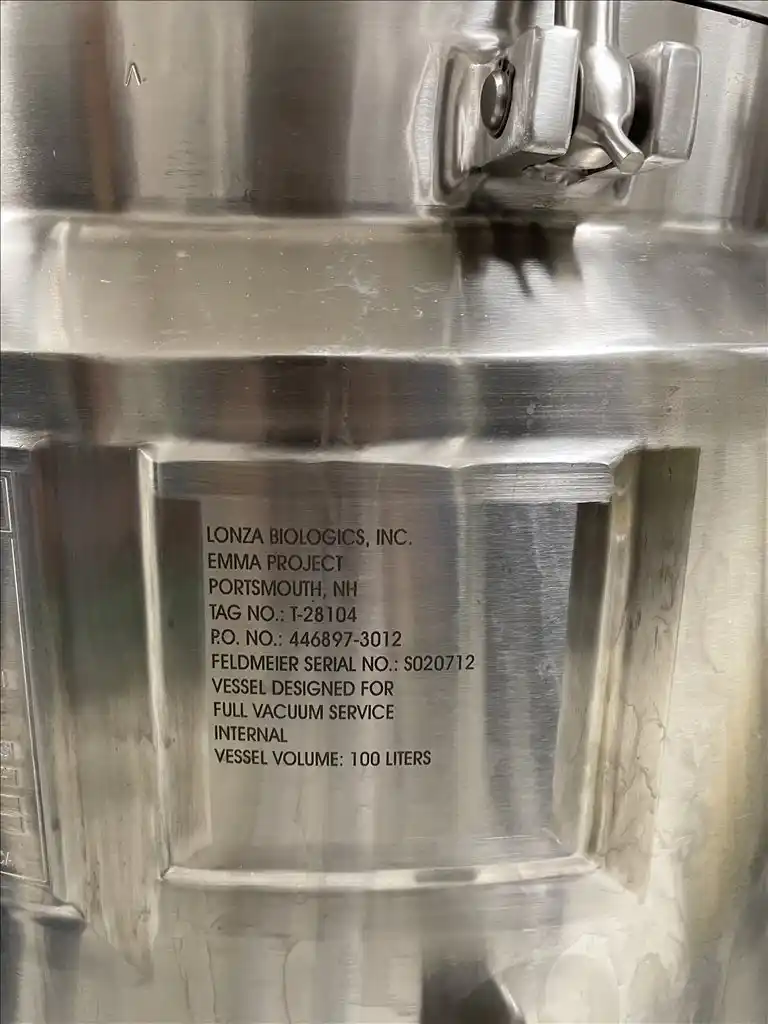 LONZA BIOLOGICS, INC.
EMMA PROJECT
PORTSMOUTH, NH
TAG NO.: T-28104
P.O. NO.: 446897-3012
FELDMEIER SERIAL NO.: S020712
VESSEL DESIGNED FOR
FULL VACUUM SERVICE
INTERNAL
VESSEL VOLUME: 100 LITERS